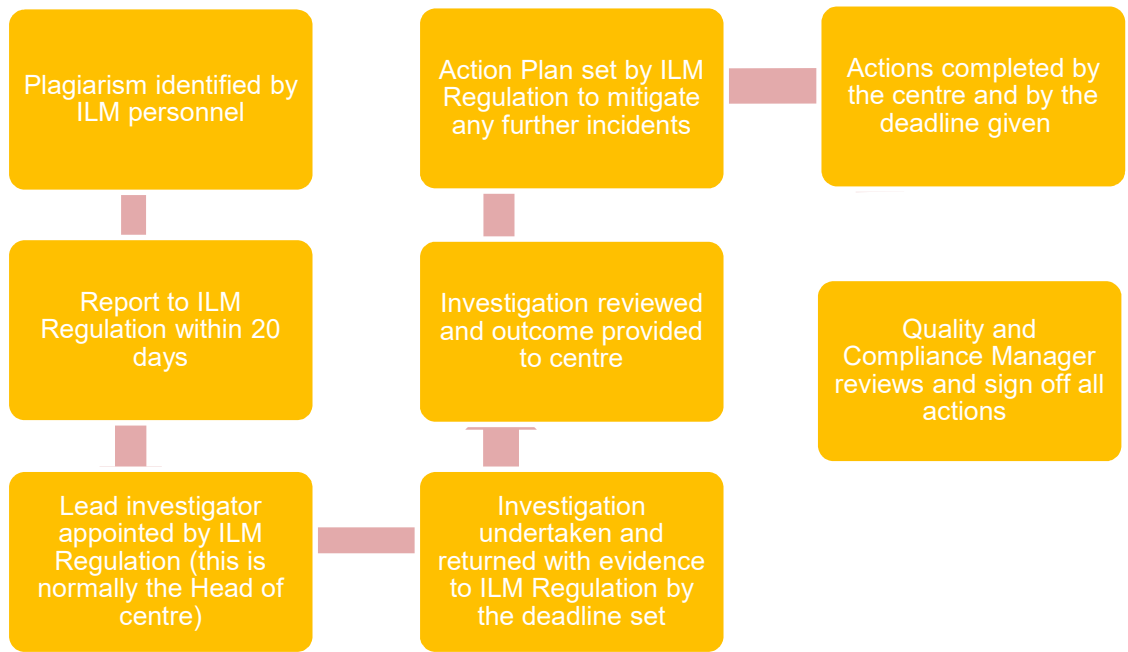 Plagiarism identified by
ILM personnel
Report to ILM
Regulation within 20
days
Lead investigator
appointed by ILM
Regulation (this is
normally the Head of
centre)
Investigation
undertaken and
returned with evidence
to ILM Regulation by
the deadline set
Investigation reviewed
and outcome provided
to centre
Action Plan set by ILM
Regulation to mitigate
any further incidents
Actions completed by
the centre and by the
deadline given
Quality and
Compliance Manager
reviews and sign off all
actions